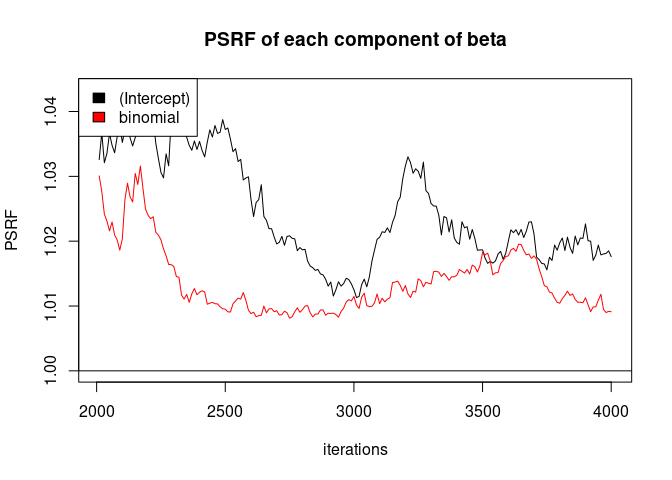 PSRF of each component of beta
(Intercept)
binomial
PSRF
1.04
1.03
1.02
1.01
1.00
2000 2500 3000 3500 4000
iterations